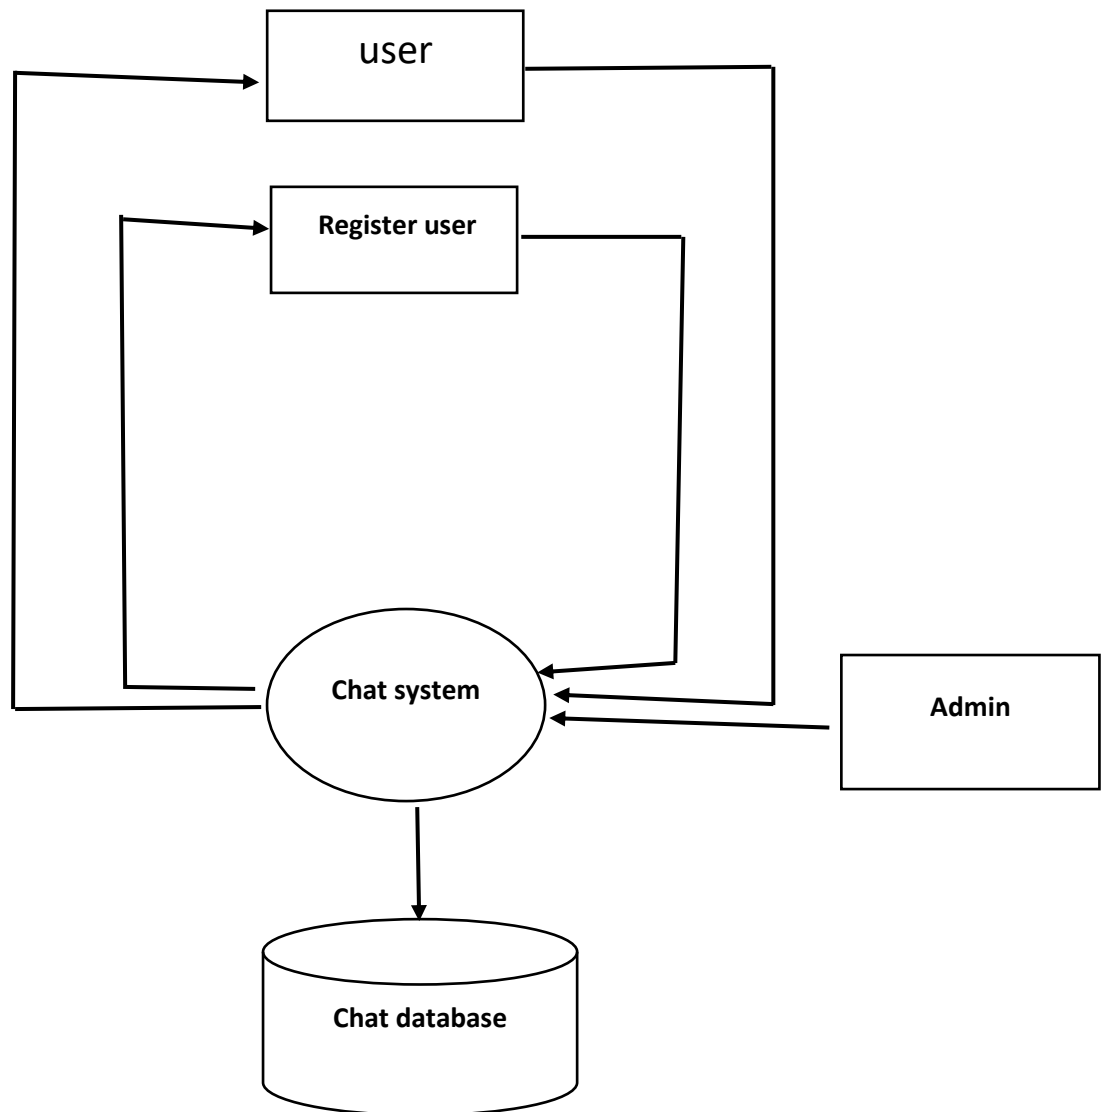 user
Register user
Chat system
Admin
Chat database